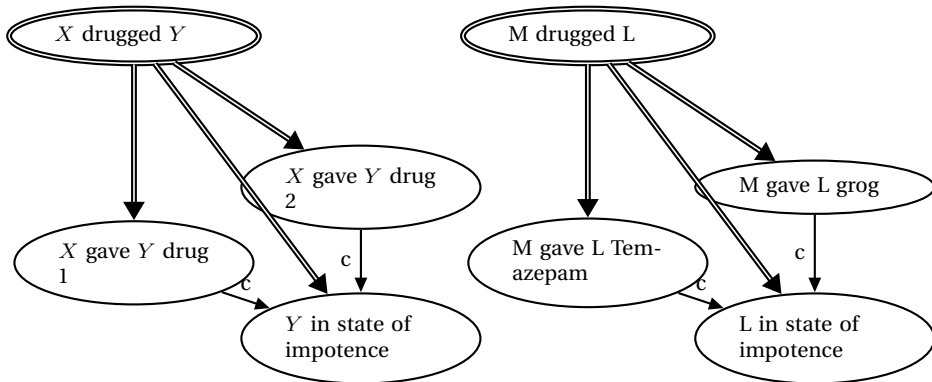 X drugged Y
X gave Y drug
2
X gave Y drug
1
c
c
Y in state of
impotence
M drugged L
M gave L grog
M gave L Tem-
azepam
c
c
L in state of
impotence